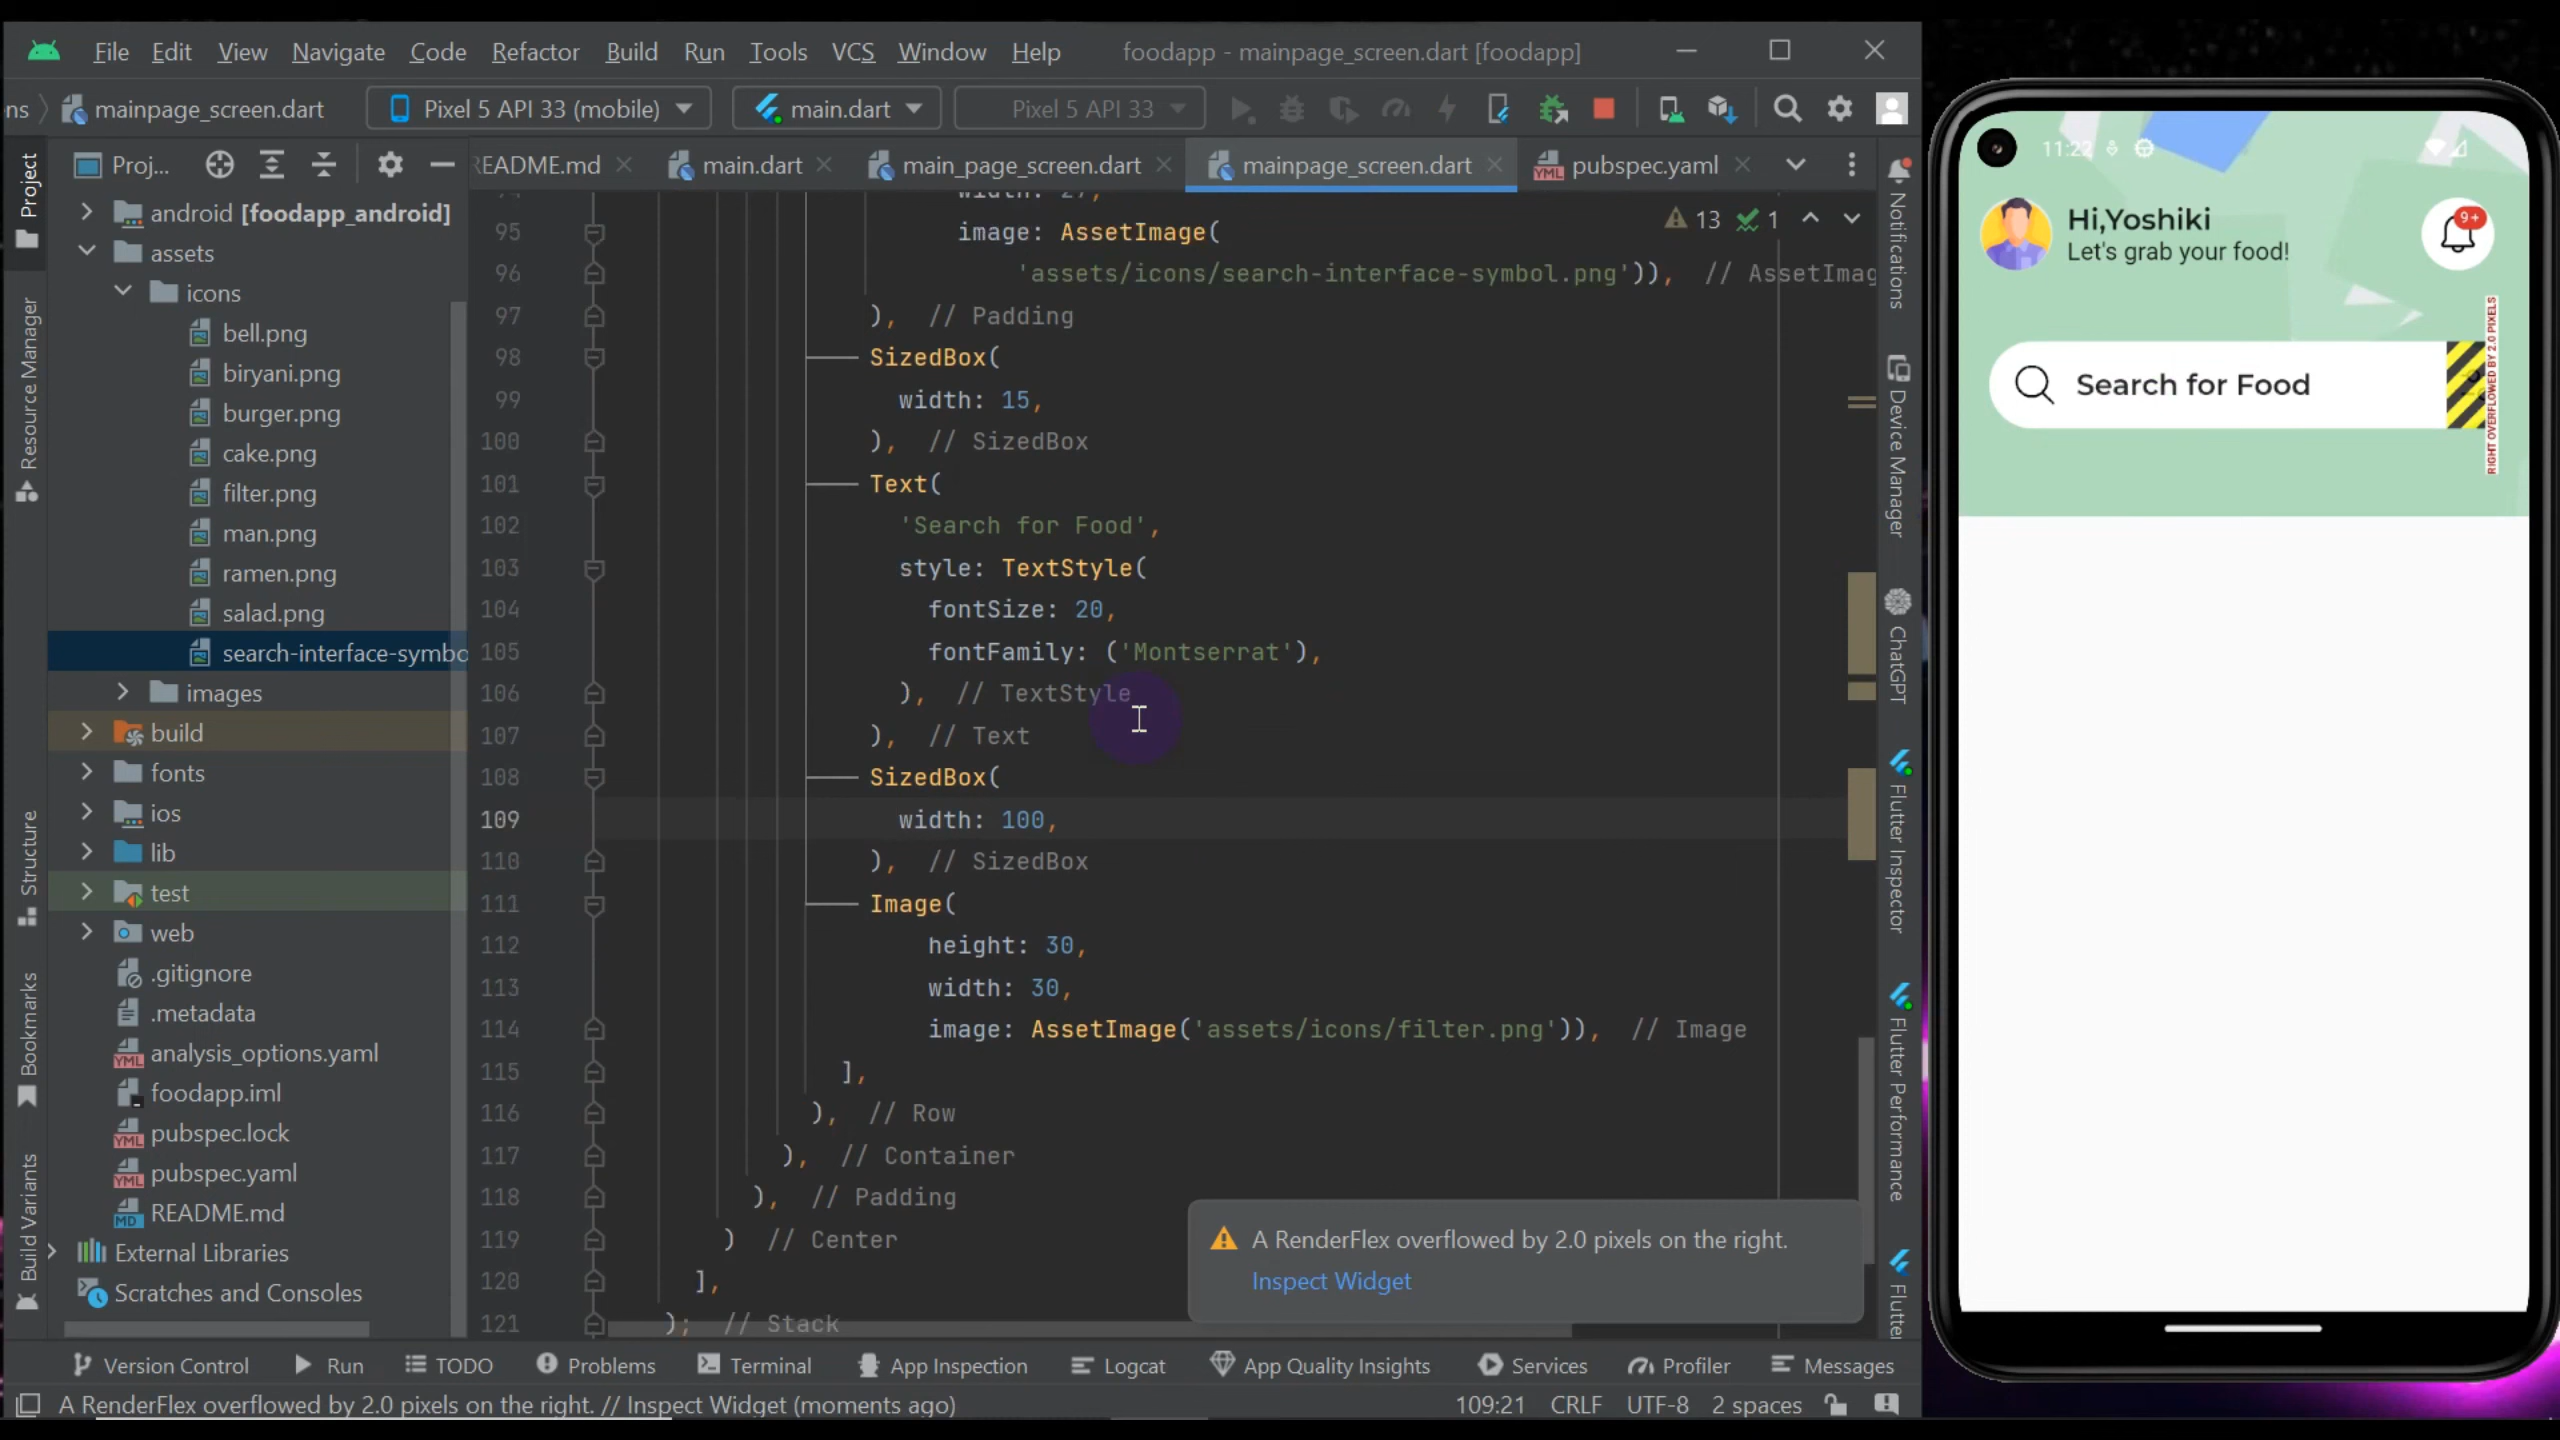 File Edit View Navigate Code Refactor Build Run Tools VCS Window Help foodapp - mainpage_screen.dart [foodapp]
ns mainpage_screen.dart Pixel 5 API 33 (mobile) main.dart Pixel 5 API 33
Project
Proj...
README.md main.dart main_page_screen.dart mainpage_screen.dart pubspec.yaml
13 1
android [foodapp_android]
assets
icons
bell.png
biryani.png
burger.png
cake.png
filter.png
man.png
ramen.png
salad.png
search-interface-symbo
images
build
fonts
ios
lib
test
web
.gitignore
.metadata
analysis_options.yaml
foodapp.iml
pubspec.lock
pubspec.yaml
README.md
External Libraries
Scratches and Consoles
Resource Manager
Structure
Bookmarks
Build Variants
94 width: 27,
95 image: AssetImage(
96 'assets/icons/search-interface-symbol.png')), // AssetImag
97 ), // Padding
98 SizedBox(
99 width: 15,
100 ), // SizedBox
101 Text(
102 'Search for Food',
103 style: TextStyle(
104 fontSize: 20,
105 fontFamily: ('Montserrat'),
106 ), // TextStyle
107 ), // Text
108 SizedBox(
109 width: 100,
110 ), // SizedBox
111 Image(
112 height: 30,
113 width: 30,
114 image: AssetImage('assets/icons/filter.png')), // Image
115 ],
116 ), // Row
117 ), // Container
118 ), // Padding
119 ) // Center
120 ],
121 ); // Stack
A RenderFlex overflowed by 2.0 pixels on the right.
Inspect Widget
Notifications
Device Manager
ChatGPT
Flutter Inspector
Flutter Performance
Flutter
Version Control Run TODO Problems Terminal App Inspection Logcat App Quality Insights Services Profiler Messages
A RenderFlex overflowed by 2.0 pixels on the right. // Inspect Widget (moments ago) 109:21 CRLF UTF-8 2 spaces
11:22
Hi,Yoshiki
Let's grab your food!
9+
Search for Food
RIGHT OVERFLOWED BY 2.0 PIXELS